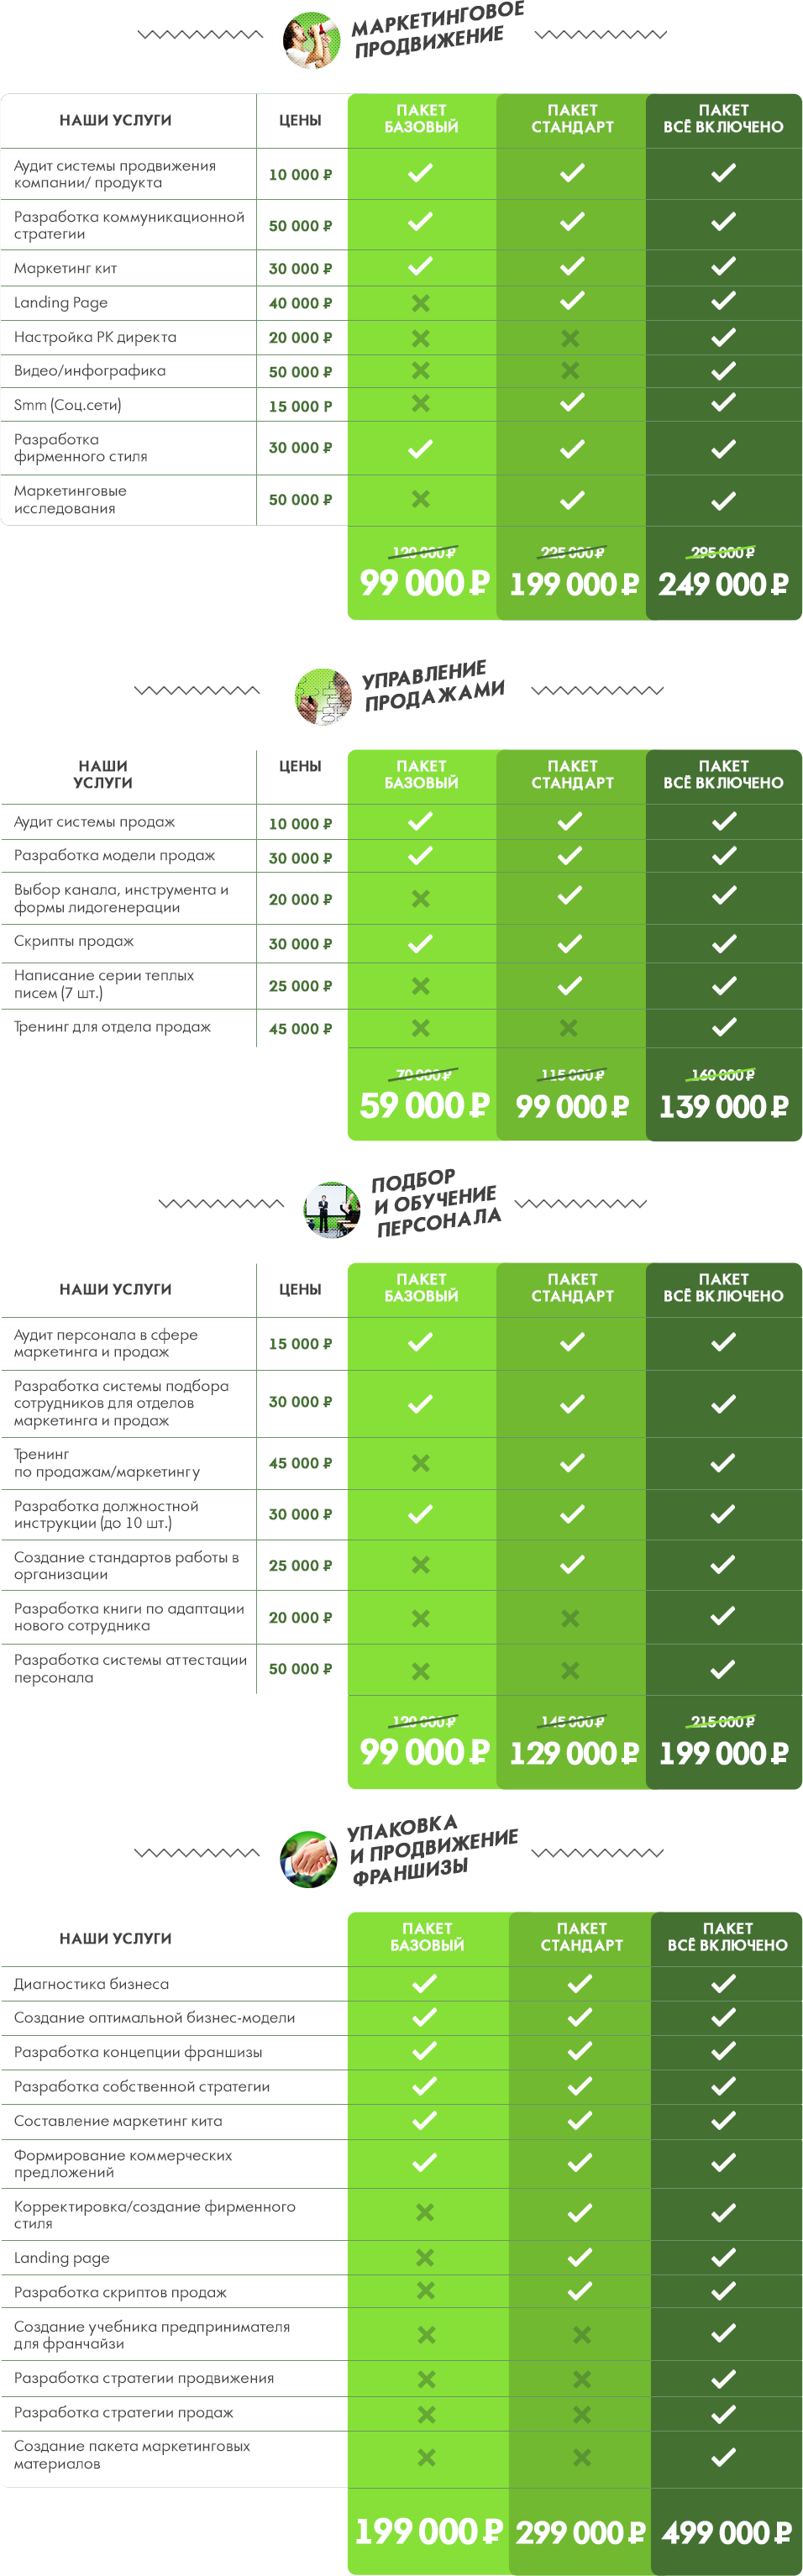 МАРКЕТИНГОВОЕ
ПРОДВИЖЕНИЕ
НАШИ УСЛУГИ
ЦЕНЫ
ПАКЕТ
БАЗОВЫЙ
ПАКЕТ
СТАНДАРТ
ПАКЕТ
ВСЁ ВКЛЮЧЕНО
Аудит системы продвижения
компании/ продукта
10 000 ₽
Разработка коммуникационной
стратегии
50 000 ₽
Маркетинг кит
30 000 ₽
Landing Page
40 000 ₽
Настройка РК директа
20 000 ₽
Видео/инфографика
50 000 ₽
Smm (Соц.сети)
15 000 Р
Разработка
фирменного стиля
30 000 ₽
Маркетинговые
исследования
50 000 ₽
120 000 ₽
225 000 ₽
295 000 ₽
99 000 ₽
199 000 ₽
249 000 ₽
УПРАВЛЕНИЕ
ПРОДАЖАМИ
НАШИ
УСЛУГИ
ЦЕНЫ
ПАКЕТ
БАЗОВЫЙ
ПАКЕТ
СТАНДАРТ
ПАКЕТ
ВСЁ ВКЛЮЧЕНО
Аудит системы продаж
10 000 ₽
Разработка модели продаж
30 000 ₽
Выбор канала, инструмента и
формы лидогенерации
20 000 ₽
Скрипты продаж
30 000 ₽
Написание серии теплых
писем (7 шт.)
25 000 ₽
Тренинг для отдела продаж
45 000 ₽
70 000 ₽
115 000 ₽
160 000 ₽
59 000 ₽
99 000 ₽
139 000 ₽
ПОДБОР
И ОБУЧЕНИЕ
ПЕРСОНАЛА
НАШИ УСЛУГИ
ЦЕНЫ
ПАКЕТ
БАЗОВЫЙ
ПАКЕТ
СТАНДАРТ
ПАКЕТ
ВСЁ ВКЛЮЧЕНО
Аудит персонала в сфере
маркетинга и продаж
15 000 ₽
Разработка системы подбора
сотрудников для отделов
маркетинга и продаж
30 000 ₽
Тренинг
по продажам/маркетингу
45 000 ₽
Разработка должностной
инструкции (до 10 шт.)
30 000 ₽
Создание стандартов работы в
организации
25 000 ₽
Разработка книги по адаптации
нового сотрудника
20 000 ₽
Разработка системы аттестации
персонала
50 000 ₽
120 000 ₽
145 000 ₽
215 000 ₽
99 000 ₽
129 000 ₽
199 000 ₽
УПАКОВКА
И ПРОДВИЖЕНИЕ
ФРАНШИЗЫ
НАШИ УСЛУГИ
ПАКЕТ
БАЗОВЫЙ
ПАКЕТ
СТАНДАРТ
ПАКЕТ
ВСЁ ВКЛЮЧЕНО
Диагностика бизнеса
Создание оптимальной бизнес-модели
Разработка концепции франшизы
Разработка собственной стратегии
Составление маркетинг кита
Формирование коммерческих
предложений
Корректировка/создание фирменного
стиля
Landing page
Разработка скриптов продаж
Создание учебника предпринимателя
для франчайзи
Разработка стратегии продвижения
Разработка стратегии продаж
Создание пакета маркетинговых
материалов
199 000 ₽
299 000 ₽
499 000 ₽